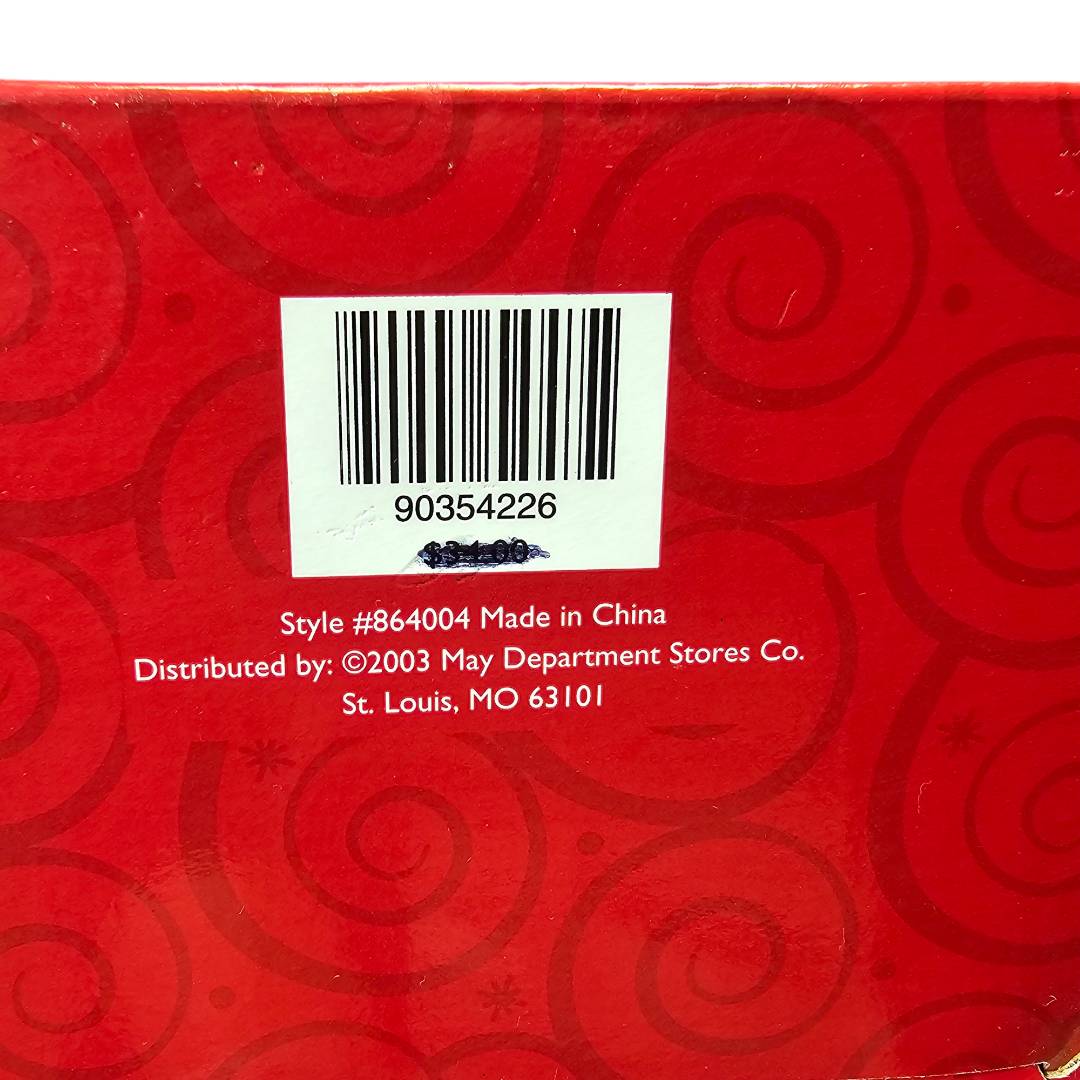 90354226
Style #864004 Made in China
Distributed by: ©2003 May Department Stores Co.
St. Louis, MO 63101